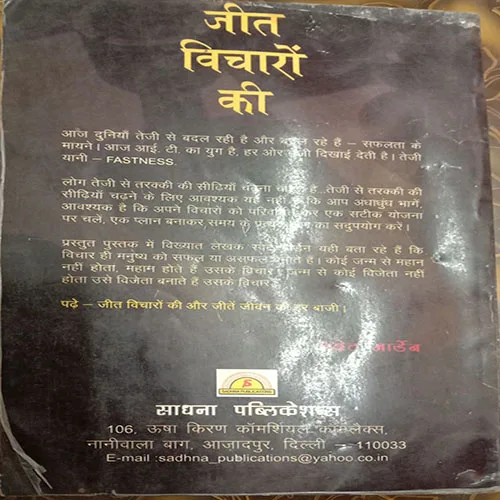 जीत
विचारों
की
आज दुनियाँ तेजी से बदल रही है और बदल रहे हैं – सफलता के
मायने। आज आई. टी. का युग है, हर ओर तेजी दिखाई देती है। तेजी
यानी – FASTNESS.
लोग तेजी से तरक्की की सीढ़ियाँ चढ़ना तेजी से तरक्की की
सीढ़ियाँ चढ़ने के लिए आवश्यक यह नहीं है कि आप अधाधुंध भागें,
आवश्यक है कि अपने विचारों को कर एक सटीक योजना
पर चलें, एक प्लान बनाकर समय के का सदुपयोग करें।
प्रस्तुत पुस्तक में विख्यात लेखक यही बता रहे हैं कि
विचार ही मनुष्य को सफल या असफल बनाते हैं। कोई जन्म से महान
नहीं होता, महाम होते हैं उसके विचार। जन्म से कोई विजेता नहीं
होता उसे विजेता बनाते हैं उसके विचार।
पढ़े – जीत विचारों की और जीतें जीवन की हर बाजी।
मार्डेन
SADHNA PUBLICATIONS
साधना पब्लिकेशन्स
106, ऊषा किरण कॉमर्शियल कॉम्पलेक्स,
नानीवाला बाग, आजादपुर, दिल्ली – 110033
E-mail :sadhna_publications@yahoo.co.in